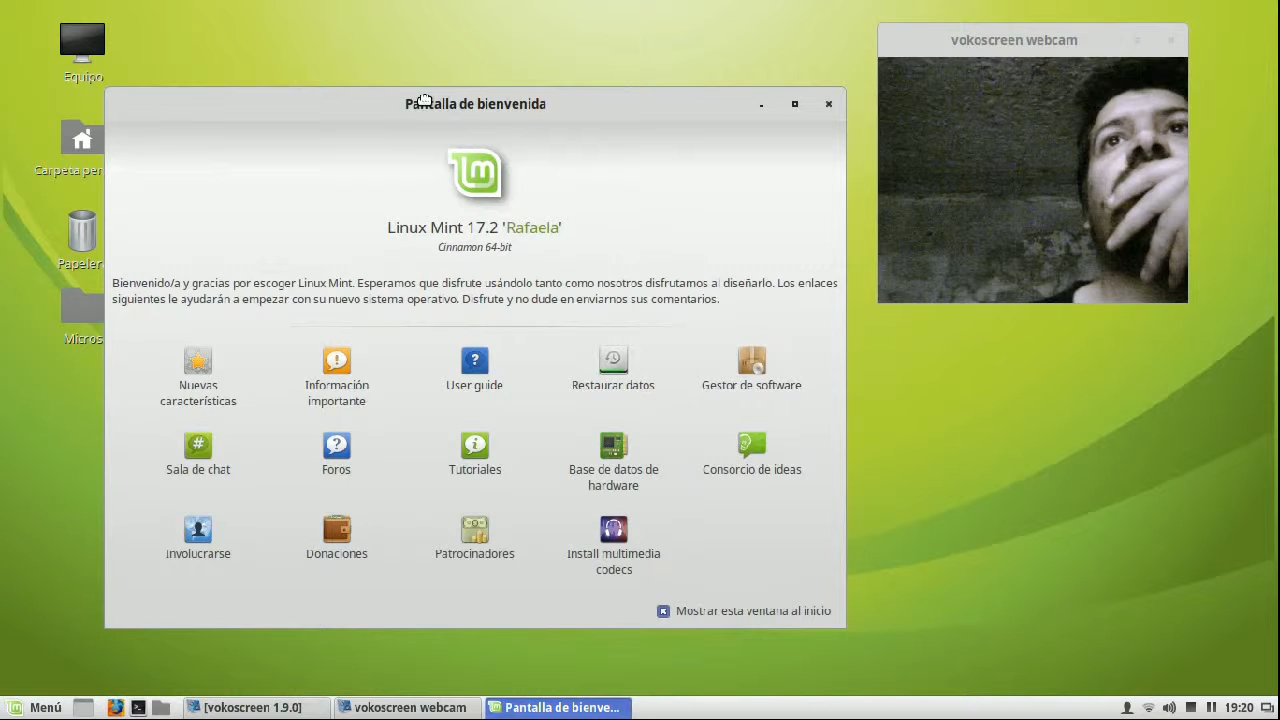 Equipo
vokoscreen webcam
Pantalla de bienvenida
Carpeta per
Linux Mint 17.2 'Rafaela'
Cinnamon 64-bit
Papeler
Bienvenido/a y gracias por escoger Linux Mint. Esperamos que disfrute usándolo tanto como nosotros disfrutamos al diseñarlo. Los enlaces
siguientes le ayudarán a empezar con su nuevo sistema operativo. Disfrute y no dude en enviarnos sus comentarios.
Micros
Nuevas
características
Información
importante
User guide
Restaurar datos
Gestor de software
Sala de chat
Foros
Tutoriales
Base de datos de
hardware
Consorcio de ideas
Involucrarse
Donaciones
Patrocinadores
Install multimedia
codecs
Mostrar esta ventana al inicio
Menú
[vokoscreen 1.9.0]
vokoscreen webcam
Pantalla de bienve...
19:20